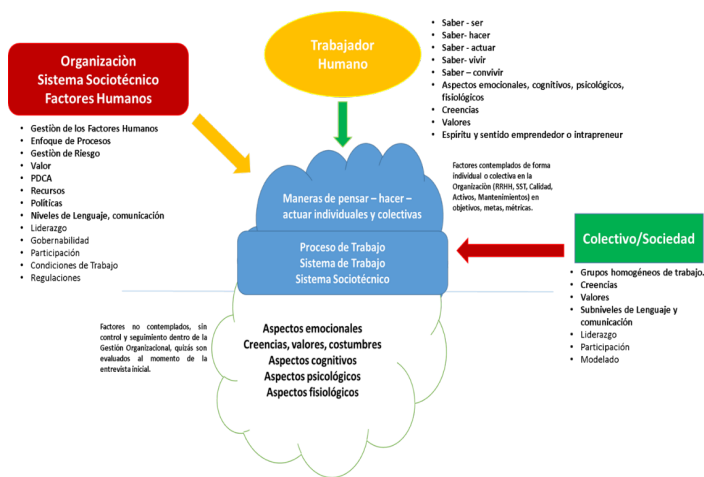 Organizaciòn
Sistema Sociotécnico
Factores Humanos
• Gestiòn de los Factores Humanos
• Enfoque de Procesos
• Gestiòn de Riesgo
• Valor
• PDCA
• Recursos
• Políticas
• Niveles de Lenguaje, comunicación
• Liderazgo
• Gobernabilidad
• Participación
• Condiciones de Trabajo
• Regulaciones
Trabajador
Humano
• Saber - ser
• Saber- hacer
• Saber - actuar
• Saber- vivir
• Saber – convivir
• Aspectos emocionales, cognitivos, psicológicos,
fisiológicos
• Creencias
• Valores
• Espíritu y sentido emprendedor o intrapreneur
Factores contemplados de forma
individual o colectiva en la
Organizaciòn (RRHH, SST, Calidad,
Activos, Mantenimientos) en
objetivos, metas, métricas.
Maneras de pensar – hacer –
actuar individuales y colectivas
Proceso de Trabajo
Sistema de Trabajo
Sistema Sociotécnico
Colectivo/Sociedad
• Grupos homogéneos de trabajo.
• Creencias
• Valores
• Subniveles de Lenguaje y
comunicación
• Liderazgo
• Participación
• Modelado
Factores no contemplados, sin
control y seguimiento dentro de la
Gestión Organizacional, quizás son
evaluados al momento de la
entrevista inicial.
Aspectos emocionales
Creencias, valores, costumbres
Aspectos cognitivos
Aspectos psicológicos
Aspectos fisiológicos